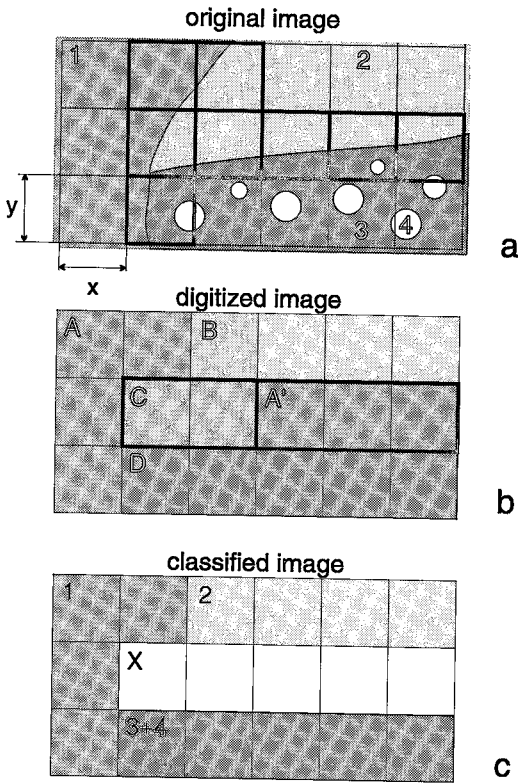 original image
1
2
y
3
4
a
x
digitized image
A
B
C
A'
D
b
classified image
1
2
X
3+4
c